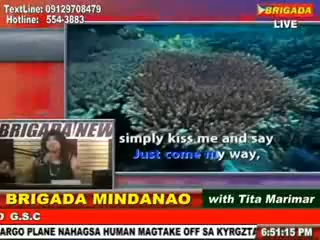 TextLine: 09129708479
Hotline: 554-3883
BRIGADA
LIVE
simply kiss me and say
Just come my way,
BRIGADA NEW
BRIGADA MINDANAO
with Tita Marimar
G.S.C
ARGO PLANE NAHAGSA HUMAN MAGTAKE OFF SA KYRGZTA
6:51:15 PM